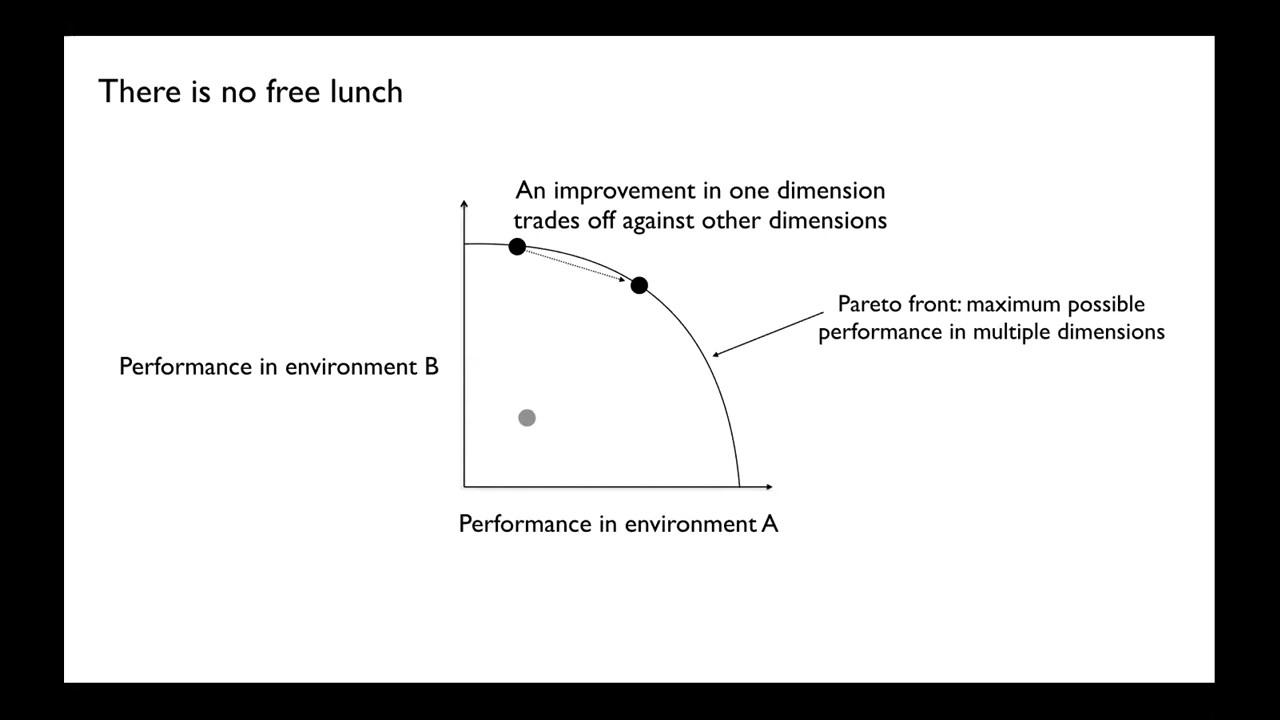 There is no free lunch
An improvement in one dimension
trades off against other dimensions
Pareto front: maximum possible
performance in multiple dimensions
Performance in environment B
Performance in environment A